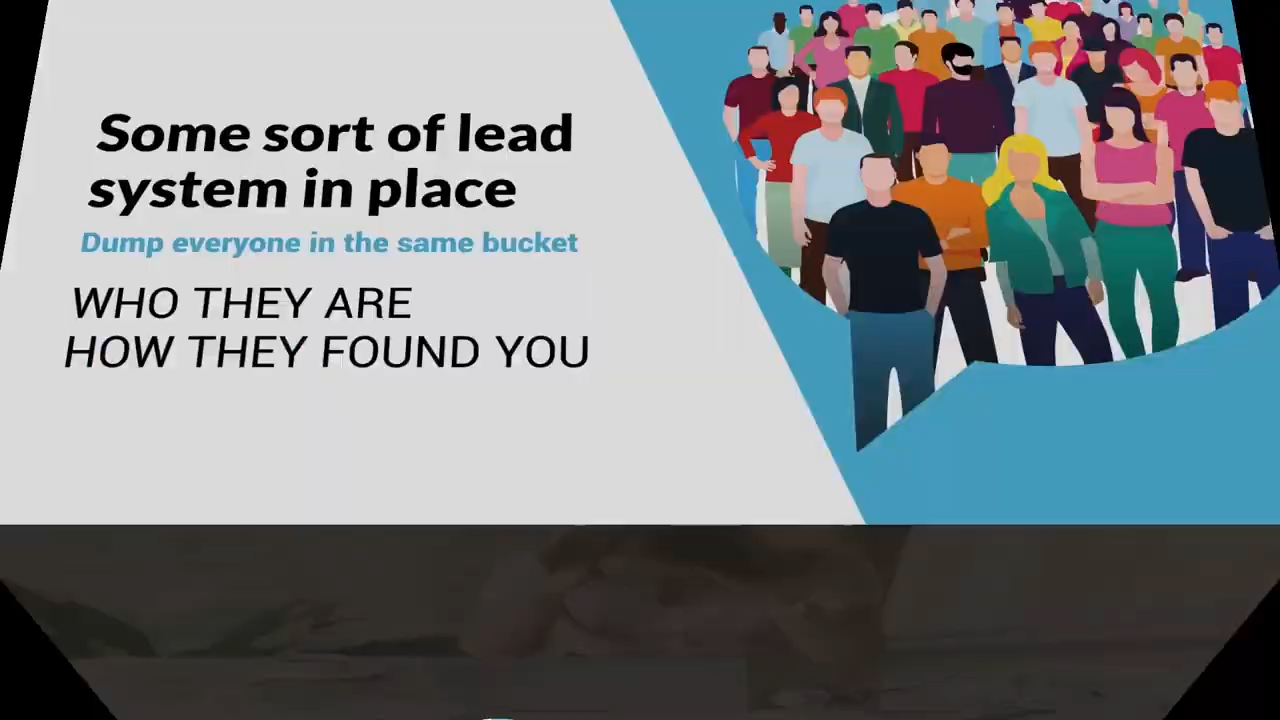 Some sort of lead
system in place
Dump everyone in the same bucket
WHO THEY ARE
HOW THEY FOUND YOU